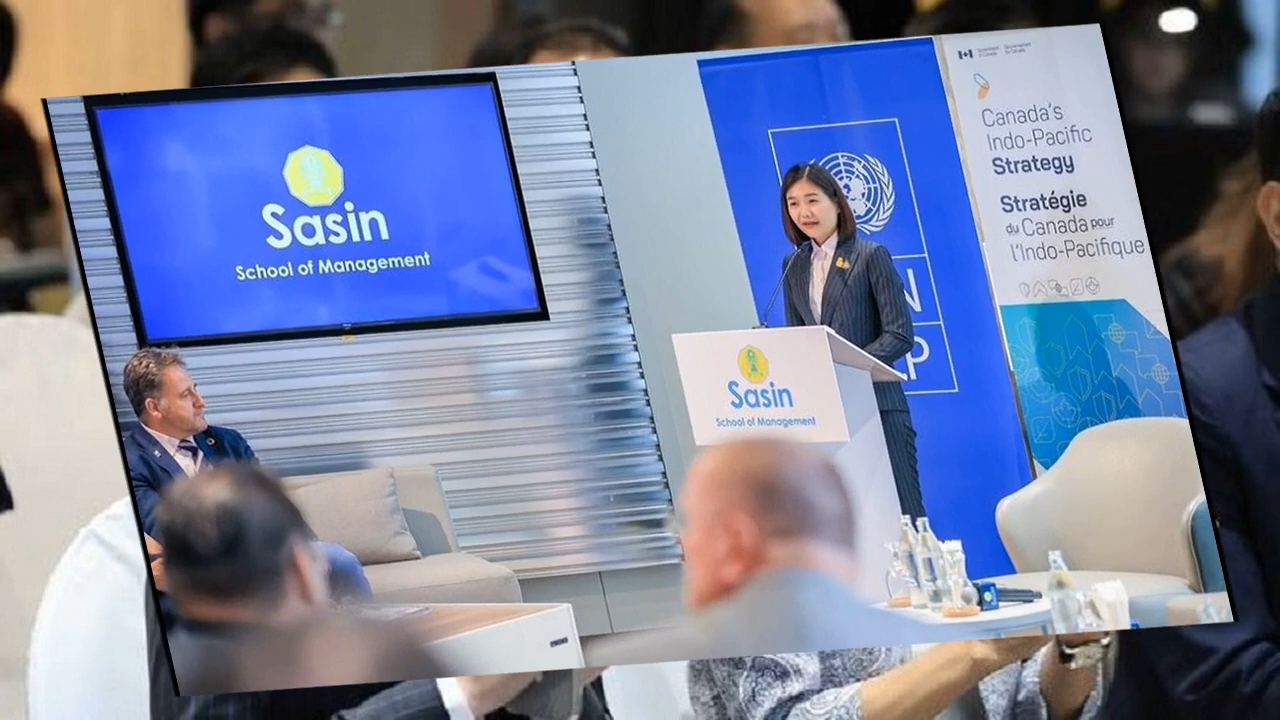 Sasin
School of Management
Canada's
Indo-Pacific
Strategy
Stratégie
du Canada pour
l'Indo-Pacifique
N
P
Sasin
School of Management